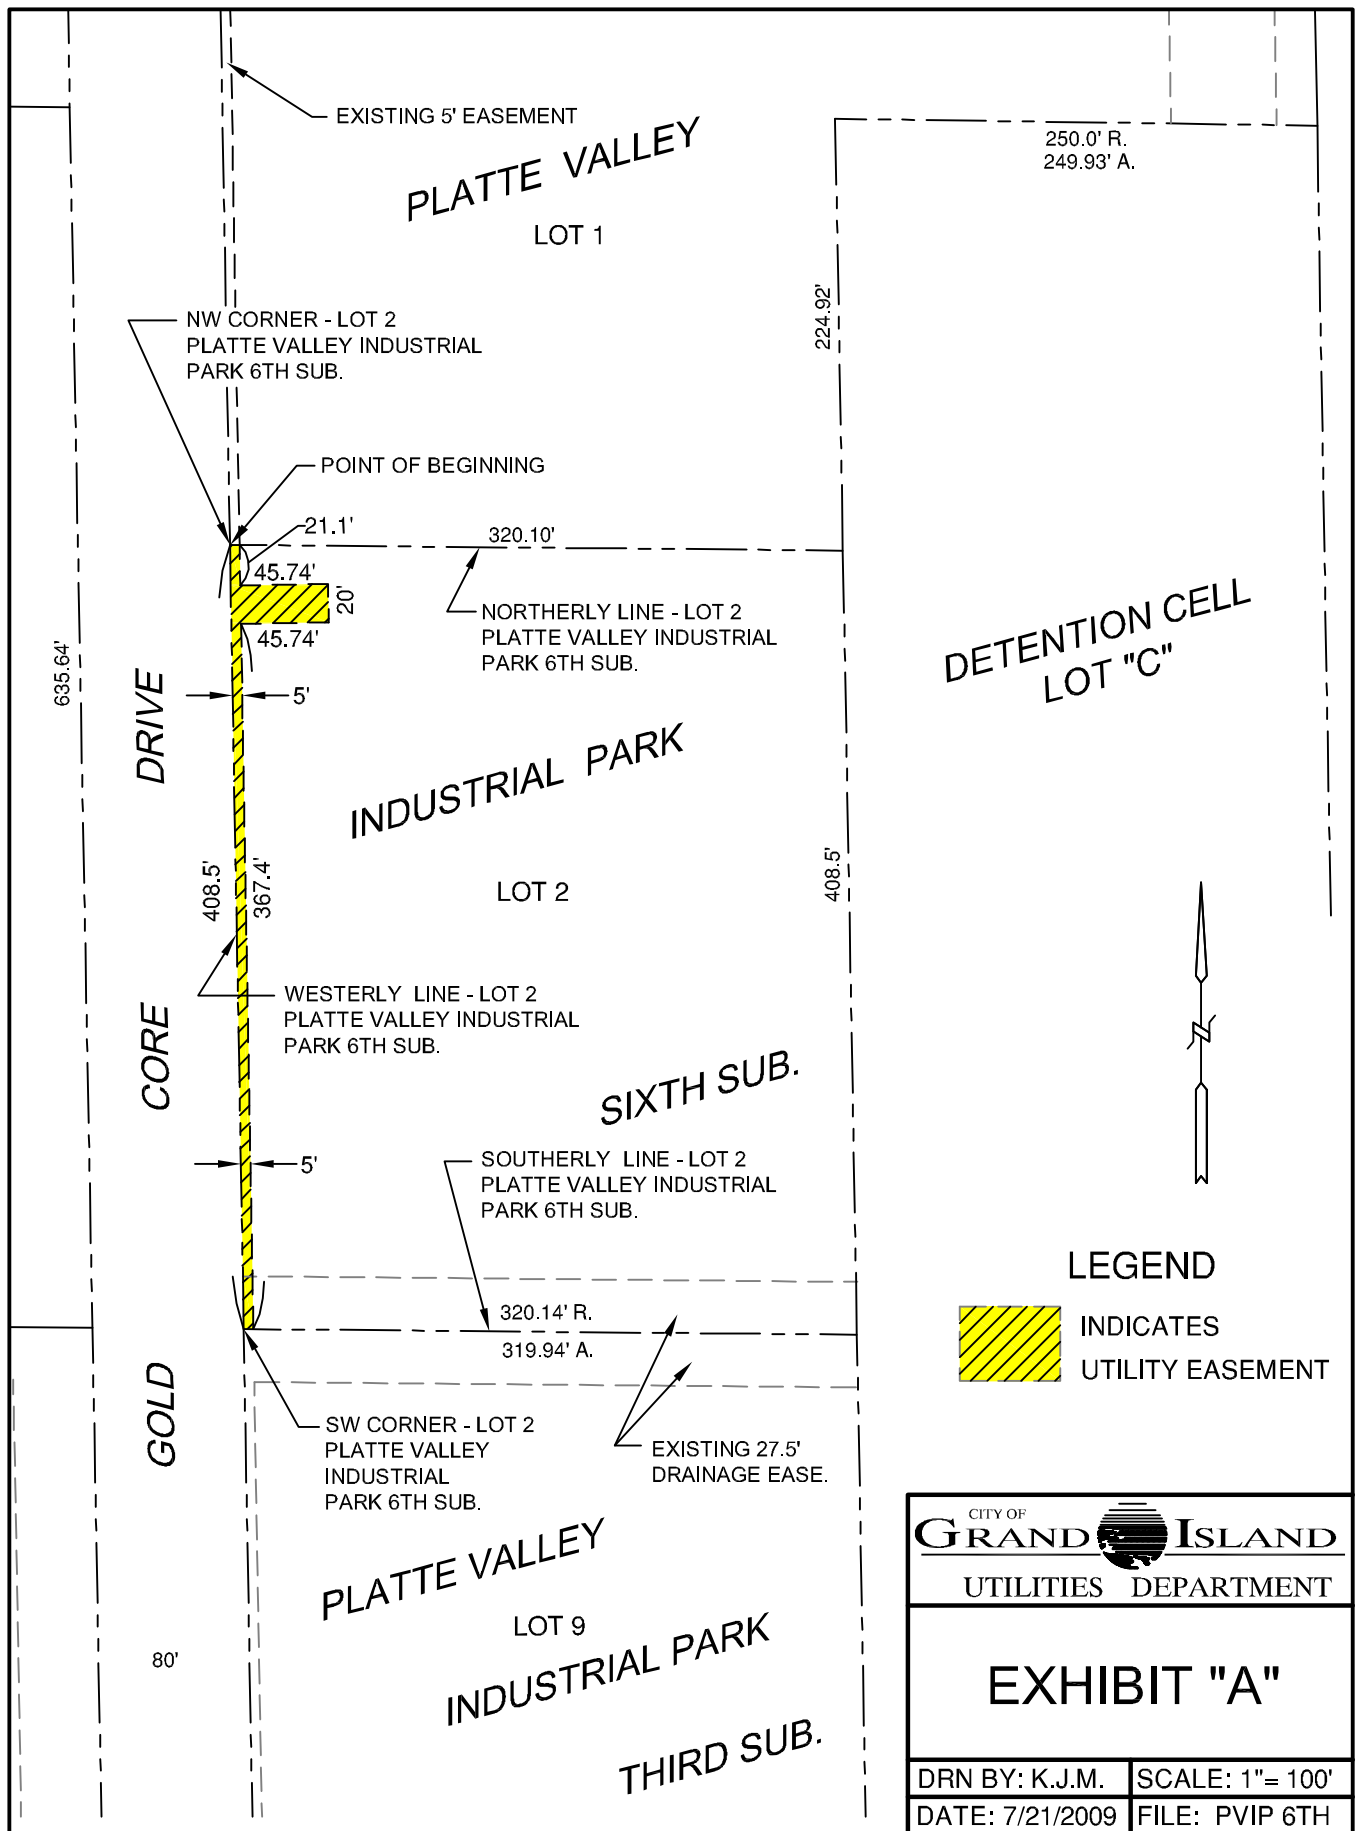 EXISTING 5' EASEMENT
PLATTE VALLEY
LOT 1
250.0' R.
249.93' A.
224.92'
NW CORNER - LOT 2
PLATTE VALLEY INDUSTRIAL
PARK 6TH SUB.
POINT OF BEGINNING
21.1'
320.10'
45.74'
20'
45.74'
NORTHERLY LINE - LOT 2
PLATTE VALLEY INDUSTRIAL
PARK 6TH SUB.
DETENTION CELL
LOT "C"
635.64'
5'
DRIVE
INDUSTRIAL PARK
408.5'
367.4'
LOT 2
408.5'
WESTERLY LINE - LOT 2
PLATTE VALLEY INDUSTRIAL
PARK 6TH SUB.
CORE
N
SIXTH SUB.
5'
SOUTHERLY LINE - LOT 2
PLATTE VALLEY INDUSTRIAL
PARK 6TH SUB.
LEGEND
INDICATES
UTILITY EASEMENT
320.14' R.
319.94' A.
GOLD
SW CORNER - LOT 2
PLATTE VALLEY
INDUSTRIAL
PARK 6TH SUB.
EXISTING 27.5'
DRAINAGE EASE.
PLATTE VALLEY
LOT 9
INDUSTRIAL PARK
THIRD SUB.
80'
CITY OF
GRAND ISLAND
UTILITIES DEPARTMENT
EXHIBIT "A"
DRN BY: K.J.M.
SCALE: 1"= 100'
DATE: 7/21/2009
FILE: PVIP 6TH